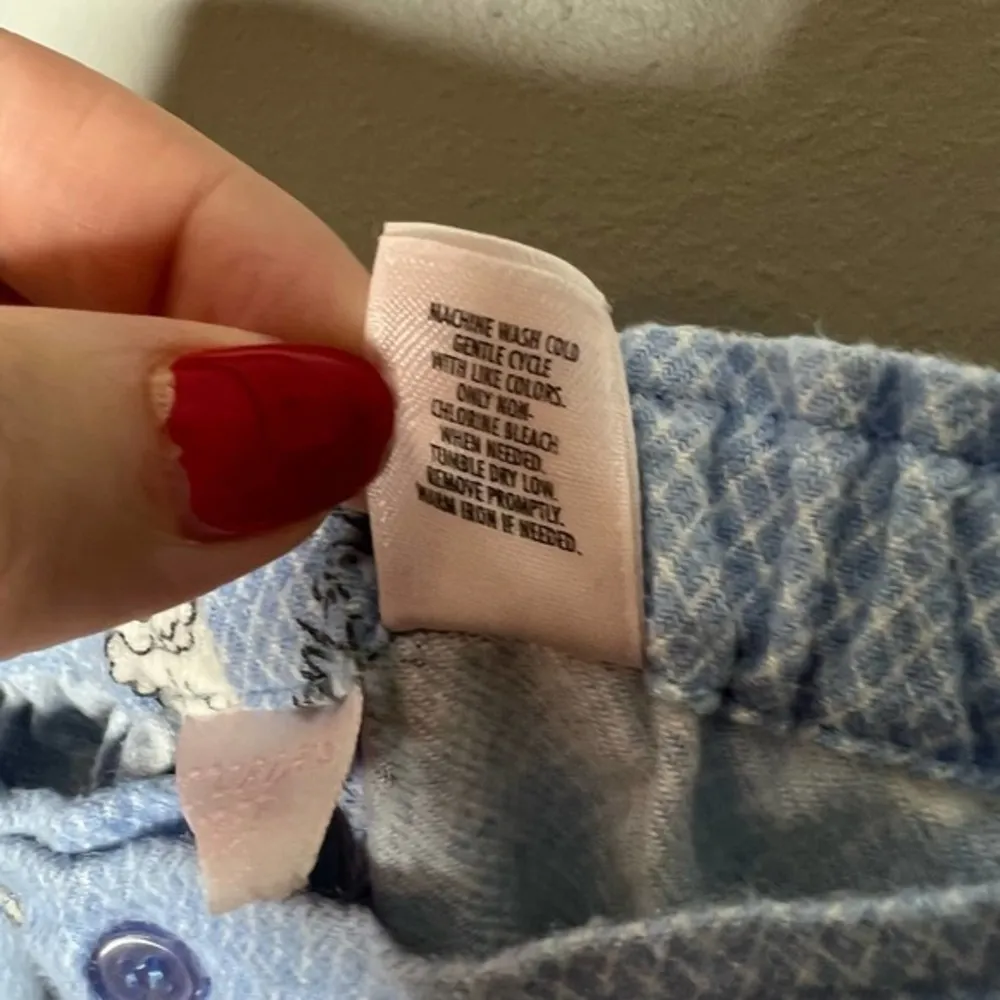 MACHINE WASH COLD
GENTLE CYCLE
WITH LIKE COLORS.
ONLY NON-
CHLORINE BLEACH
WHEN NEEDED.
TUMBLE DRY LOW.
REMOVE PROMPTLY.
WARM IRON IF NEEDED.